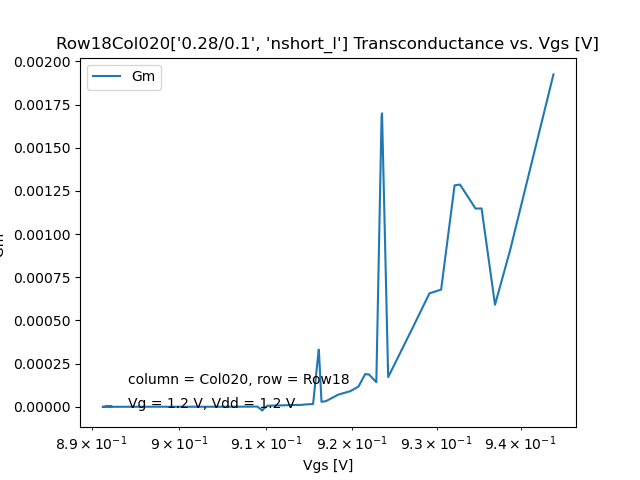 Row18Col020['0.28/0.1', 'nshort_l'] Transconductance vs. Vgs [V]
Gm
0.00200
0.00175
0.00150
0.00125
0.00100
0.00075
0.00050
0.00025
0.00000
Gm
column = Col020, row = Row18
Vg = 1.2 V, Vdd = 1.2 V
8.9 × 10⁻¹ 9 × 10⁻¹ 9.1 × 10⁻¹ 9.2 × 10⁻¹ 9.3 × 10⁻¹ 9.4 × 10⁻¹
Vgs [V]